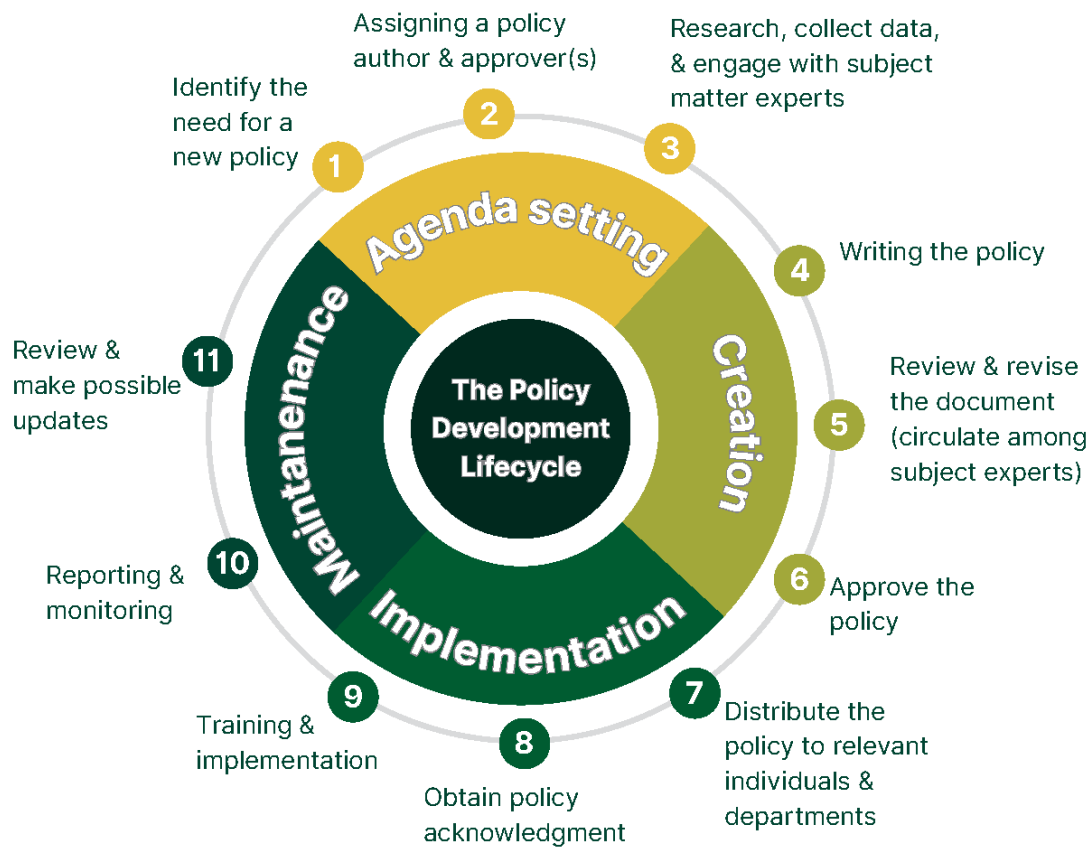 The Policy
Development
Lifecycle
Agenda setting
1
Identify the
need for a
new policy
2
Assigning a policy
author & approver(s)
3
Research, collect data,
& engage with subject
matter experts
Creation
4
Writing the policy
5
Review & revise
the document
(circulate among
subject experts)
6
Approve the
policy
Implementation
7
Distribute the
policy to relevant
individuals &
departments
8
Obtain policy
acknowledgment
9
Training &
implementation
Maintanenance
10
Reporting &
monitoring
11
Review &
make possible
updates